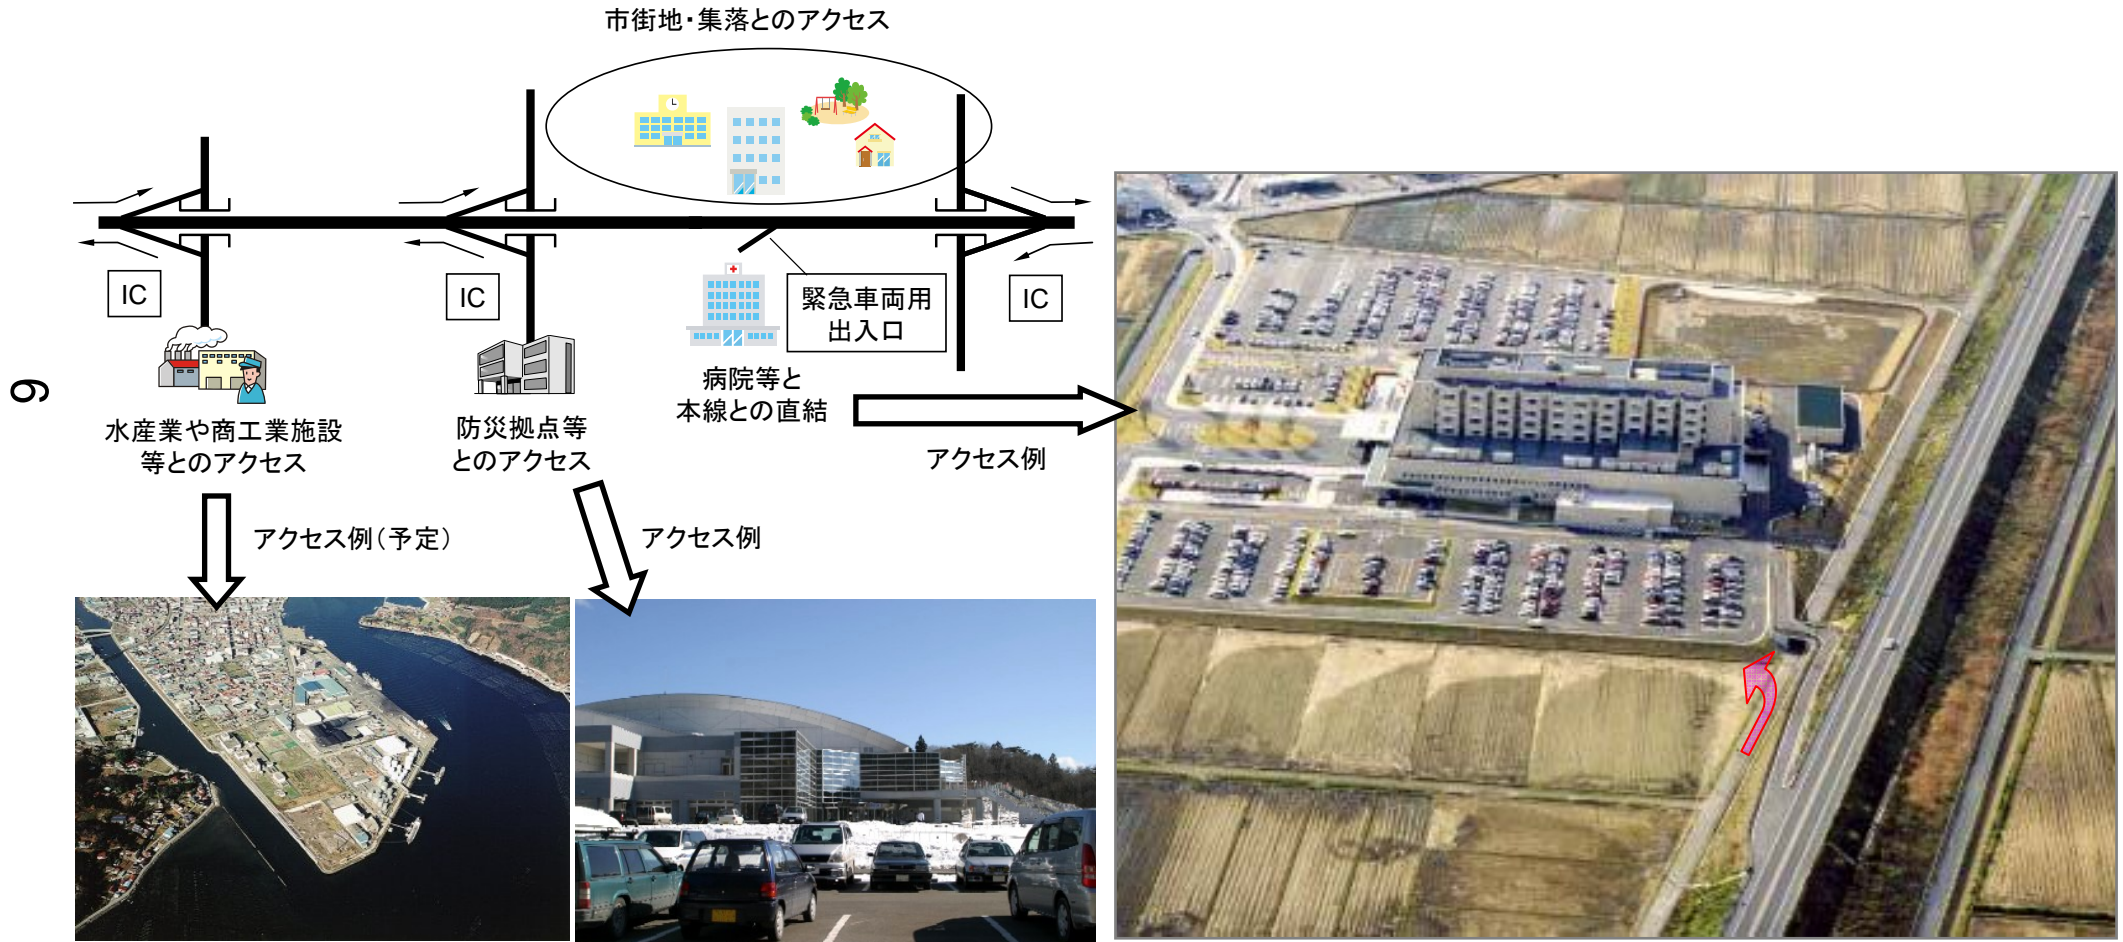 市街地・集落とのアクセス
IC
IC
緊急車両用
出入口
IC
水産業や商工業施設
等とのアクセス
防災拠点等
とのアクセス
病院等と
本線との直結
アクセス例
アクセス例（予定）
アクセス例
9